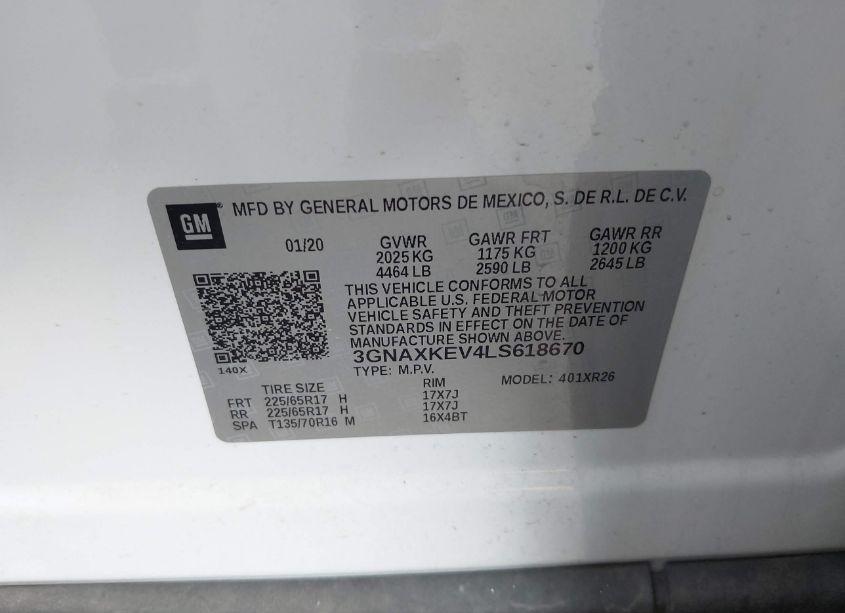 GM
MFD BY GENERAL MOTORS DE MEXICO, S. DE R.L. DE C.V.
01/20 GVWR GAWR FRT GAWR RR
2025 KG 1175 KG 1200 KG
4464 LB 2590 LB 2645 LB
THIS VEHICLE CONFORMS TO ALL
APPLICABLE U.S. FEDERAL MOTOR
VEHICLE SAFETY AND THEFT PREVENTION
STANDARDS IN EFFECT ON THE DATE OF
MANUFACTURE SHOWN ABOVE.
3GNAXKEV4LS618670
140X
TYPE: M.P.V. MODEL: 401XR26
TIRE SIZE RIM
FRT 225/65R17 H 17X7J
RR 225/65R17 H 17X7J
SPA T135/70R16 M 16X4BT